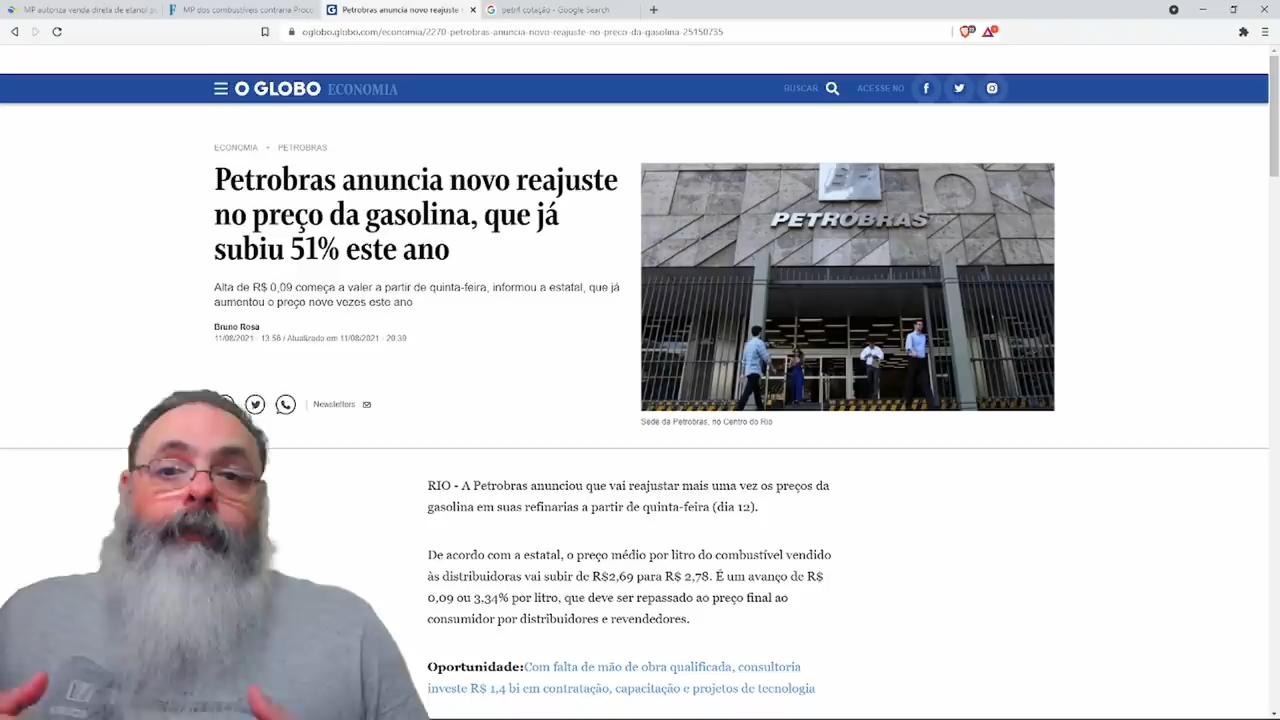 MP autoriza venda direta de etanol p
MP dos combustíveis contraria Proco
Petrobras anuncia novo reajuste
petr4 cotação - Google Search
oglobo.globo.com/economia/2270-petrobras-anuncia-novo-reajuste-no-preco-da-gasolina-25150735
O GLOBO ECONOMIA
BUSCAR
ACESSE NO
ECONOMIA
PETROBRAS
Petrobras anuncia novo reajuste
no preço da gasolina, que já
subiu 51% este ano
Alta de R$ 0,09 começa a valer a partir de quinta-feira, informou a estatal, que já
aumentou o preço nove vezes este ano
Bruno Rosa
11/08/2021 - 13:56 / Atualizado em 11/08/2021 - 20:39
Newsletters
PETROBRAS
Sede da Petrobras, no Centro do Rio
RIO - A Petrobras anunciou que vai reajustar mais uma vez os preços da
gasolina em suas refinarias a partir de quinta-feira (dia 12).
De acordo com a estatal, o preço médio por litro do combustível vendido
às distribuidoras vai subir de R$2,69 para R$ 2,78. É um avanço de R$
0,09 ou 3,34% por litro, que deve ser repassado ao preço final ao
consumidor por distribuidores e revendedores.
Oportunidade:Com falta de mão de obra qualificada, consultoria
investe R$ 1,4 bi em contratação, capacitação e projetos de tecnologia